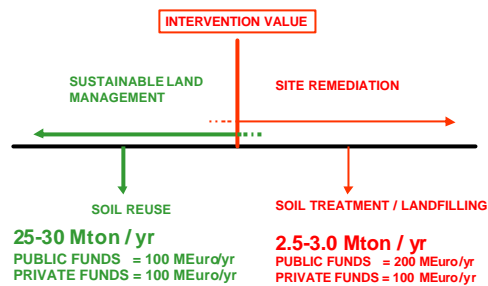 INTERVENTION VALUE
SUSTAINABLE LAND
MANAGEMENT
SITE REMEDIATION
SOIL REUSE
25-30 Mton / yr
PUBLIC FUNDS = 100 MEuro/yr
PRIVATE FUNDS = 100 MEuro/yr
SOIL TREATMENT / LANDFILLING
2.5-3.0 Mton / yr
PUBLIC FUNDS = 200 MEuro/yr
PRIVATE FUNDS = 100 MEuro/yr